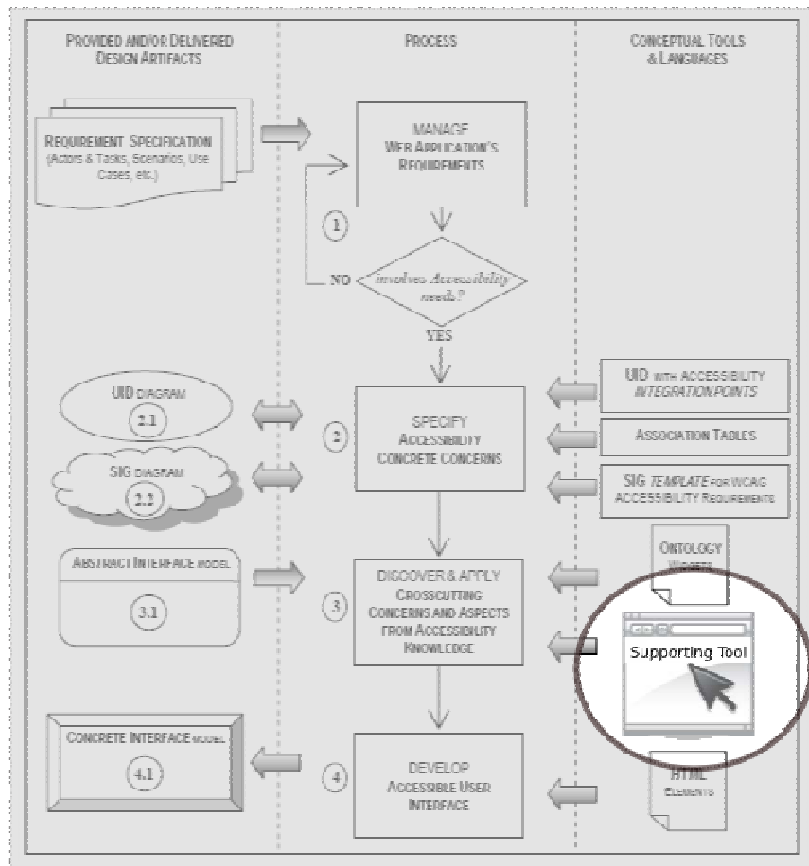 PROVIDED AND/OR DELIVERED
DESIGN ARTIFACTS
PROCESS
CONCEPTUAL TOOLS
& LANGUAGES
REQUIREMENT SPECIFICATION
(Actors & Tasks, Scenarios, Use
Cases, etc.)
MANAGE
WEB APPLICATION'S
REQUIREMENTS
1
NO
involves Accessibility
needs?
YES
UID DIAGRAM
2.1
SIG DIAGRAM
2.2
2
SPECIFY
ACCESSIBILITY
CONCRETE CONCERNS
UID WITH ACCESSIBILITY
INTEGRATION POINTS
ASSOCIATION TABLES
SIG TEMPLATE FOR WCAG
ACCESSIBILITY REQUIREMENTS
ABSTRACT INTERFACE MODEL
3.1
3
DISCOVER & APPLY
CROSSCUTTING
CONCERNS AND ASPECTS
FROM ACCESSIBILITY
KNOWLEDGE
ONTOLOGY
WIDGETS
Supporting Tool
CONCRETE INTERFACE MODEL
4.1
4
DEVELOP
ACCESSIBLE USER
INTERFACE
HTML
ELEMENTS